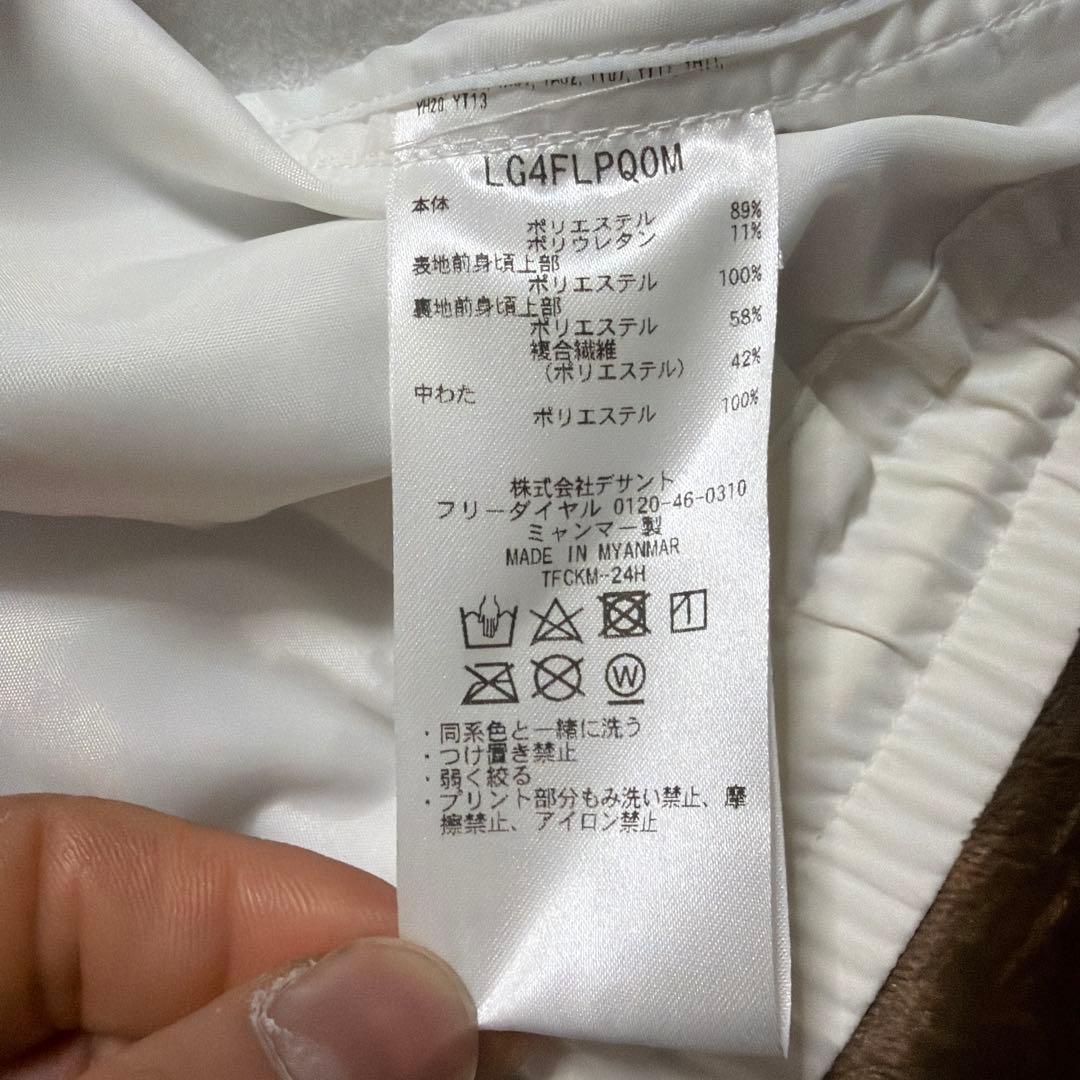 YH20, YT13
LG4FLPQ0M
本体
ポリエステル 89%
ポリウレタン 11%
表地前身頃上部
ポリエステル 100%
裏地前身頃上部
ポリエステル 58%
複合繊維
(ポリエステル) 42%
中わた
ポリエステル 100%
株式会社デサント
フリーダイヤル 0120-46-0310
ミャンマー製
MADE IN MYANMAR
TFCKM-24H
W
・同系色と一緒に洗う
・つけ置き禁止
・弱く絞る
・プリント部分もみ洗い禁止、摩
擦禁止、アイロン禁止